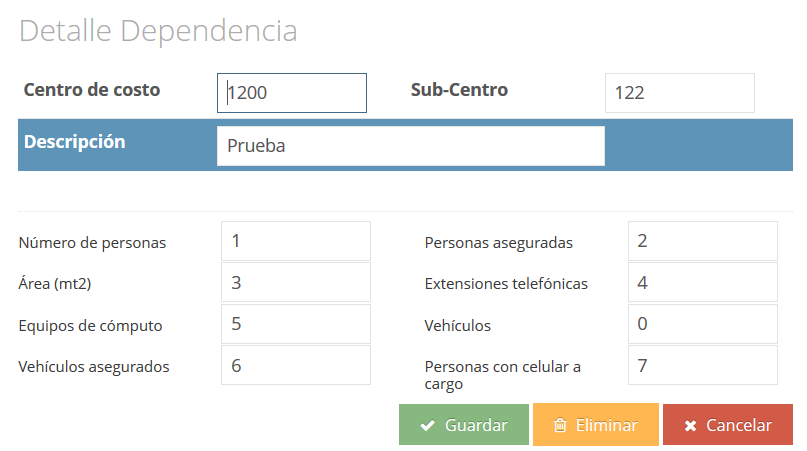 Detalle Dependencia
Centro de costo 1200 Sub-Centro 122
Descripción Prueba
Número de personas 1 Personas aseguradas 2
Área (mt2) 3 Extensiones telefónicas 4
Equipos de cómputo 5 Vehículos 0
Vehículos asegurados 6 Personas con celular a cargo 7
Guardar Eliminar Cancelar